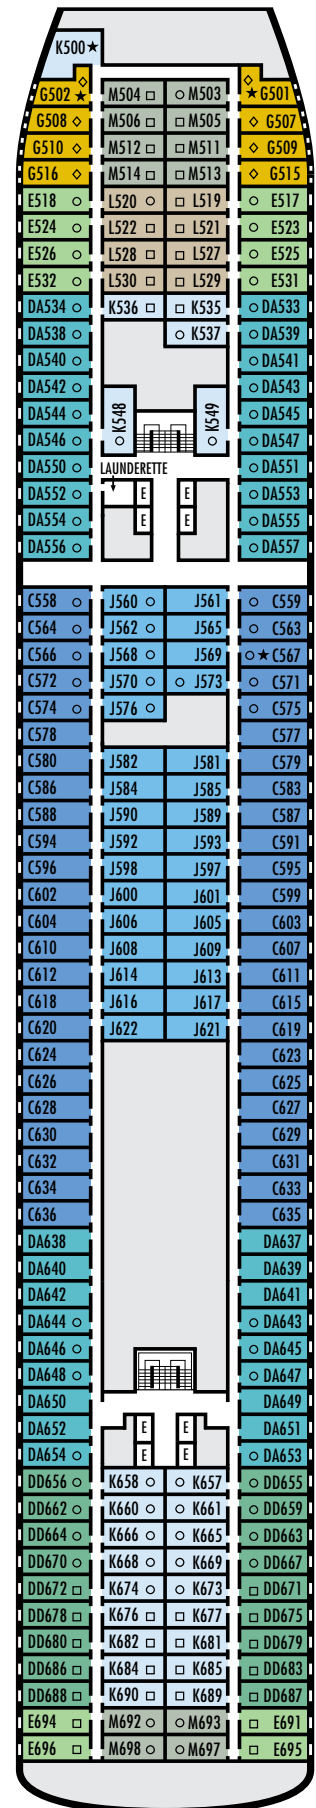 K500★
G502 ★ M504 □ ○ M503 ★ G501
G508 ◇ M506 □ □ M505 ◇ G507
G510 ◇ M512 □ □ M511 ◇ G509
G516 ◇ M514 □ □ M513 ◇ G515
E518 ○ L520 ○ □ L519 ○ E517
E524 ○ L522 □ □ L521 ○ E523
E526 ○ L528 □ □ L527 ○ E525
E532 ○ L530 □ □ L529 ○ E531
DA534 ○ K536 □ □ K535 ○ DA533
DA538 ○ ○ K537 ○ DA539
DA540 ○ ○ DA541
DA542 ○ ○ DA543
DA544 ○ ○ K548 ○ K549 ○ DA545
DA546 ○ ○ DA547
DA550 ○ LAUNDERETTE ○ DA551
DA552 ○ E E ○ DA553
DA554 ○ E E ○ DA555
DA556 ○ ○ DA557
C558 ○ J560 ○ J561 ○ C559
C564 ○ J562 ○ J565 ○ C563
C566 ○ J568 ○ J569 ○★ C567
C572 ○ J570 ○ ○ J573 ○ C571
C574 ○ J576 ○ ○ C575
C578 C577
C580 J582 J581 C579
C586 J584 J585 C583
C588 J590 J589 C587
C594 J592 J593 C591
C596 J598 J597 C595
C602 J600 J601 C599
C604 J606 J605 C603
C610 J608 J609 C607
C612 J614 J613 C611
C618 J616 J617 C615
C620 J622 J621 C619
C624 C623
C626 C625
C628 C627
C630 C629
C632 C631
C634 C633
C636 C635
DA638 DA637
DA640 DA639
DA642 DA641
DA644 ○ ○ DA643
DA646 ○ ○ DA645
DA648 ○ ○ DA647
DA650 DA649
DA652 E E DA651
DA654 ○ E E ○ DA653
DD656 ○ K658 ○ ○ K657 ○ DD655
DD662 ○ K660 ○ ○ K661 ○ DD659
DD664 ○ K666 ○ ○ K665 ○ DD663
DD670 ○ K668 ○ ○ K669 ○ DD667
DD672 □ K674 ○ ○ K673 □ DD671
DD678 □ K676 □ □ K677 □ DD675
DD680 □ K682 □ □ K681 □ DD679
DD686 □ K684 □ □ K685 □ DD683
DD688 □ K690 □ □ K689 □ DD687
E694 □ M692 ○ ○ M693 □ E691
E696 □ M698 ○ ○ M697 □ E695